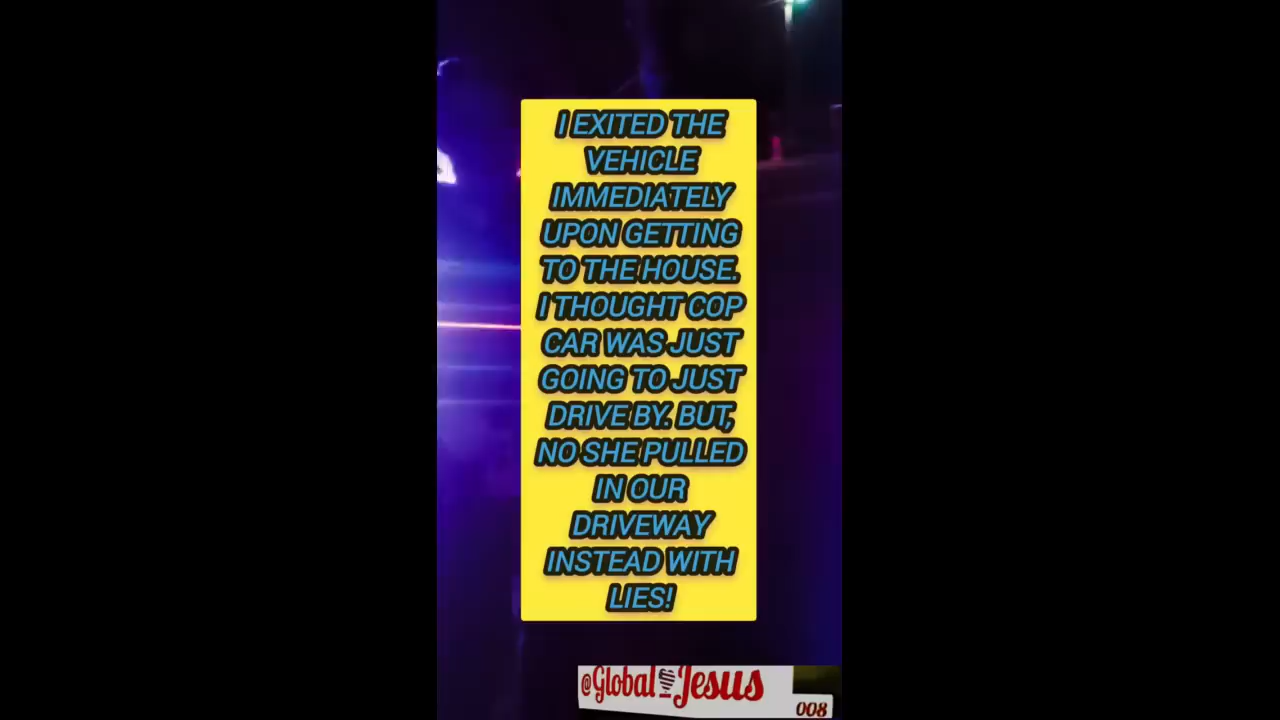 I EXITED THE
VEHICLE
IMMEDIATELY
UPON GETTING
TO THE HOUSE.
I THOUGHT COP
CAR WAS JUST
GOING TO JUST
DRIVE BY. BUT,
NO SHE PULLED
IN OUR
DRIVEWAY
INSTEAD WITH
LIES!
@Global Jesus
008